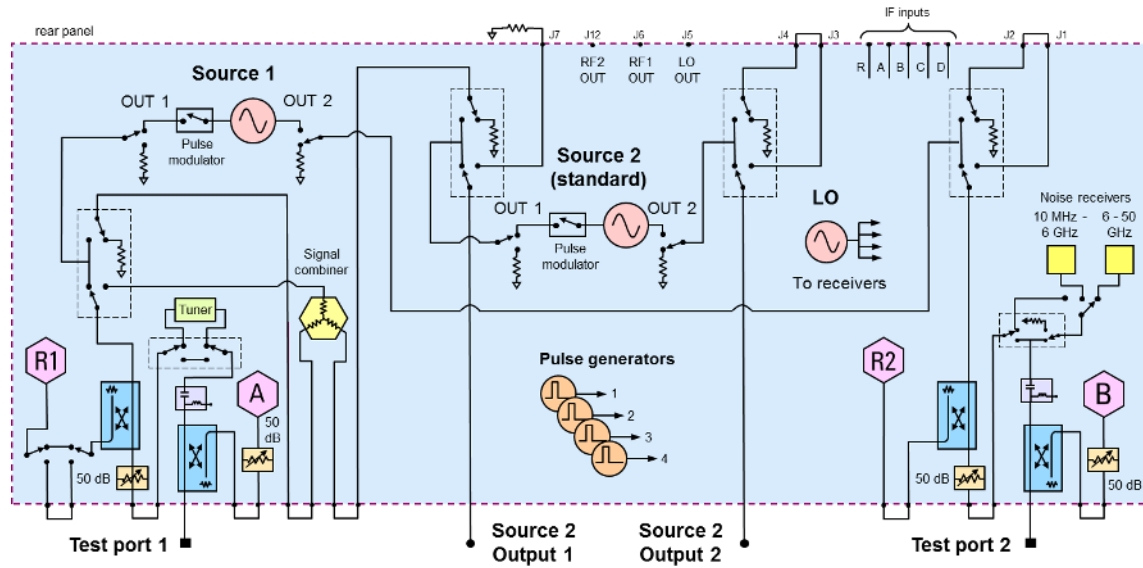 rear panel
IF inputs
J7
J12
J6
J5
J4
J3
J2
J1
RF2
OUT
RF1
OUT
LO
OUT
R
A
B
C
D
Source 1
OUT 1
OUT 2
Pulse
modulator
Source 2
(standard)
OUT 1
OUT 2
Pulse
modulator
LO
To receivers
Noise receivers
10 MHz -
6 GHz
6 - 50
GHz
Signal
combiner
Tuner
R1
A
50
dB
50 dB
Pulse generators
1
2
3
4
R2
B
50 dB
50 dB
Test port 1
Source 2
Output 1
Source 2
Output 2
Test port 2